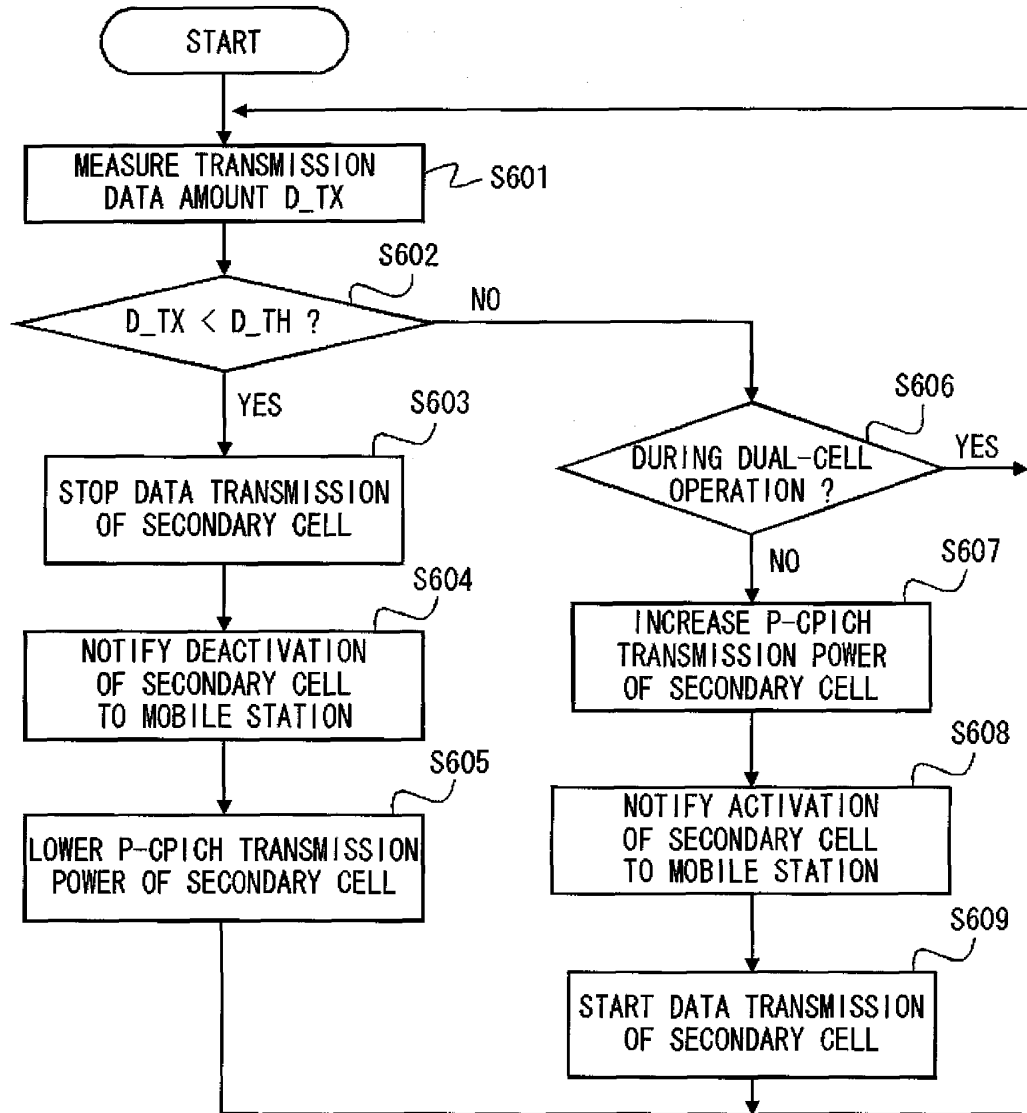 START
MEASURE TRANSMISSION
DATA AMOUNT D_TX
S601
S602
D_TX < D_TH ?
NO
YES
S603
STOP DATA TRANSMISSION
OF SECONDARY CELL
S604
NOTIFY DEACTIVATION
OF SECONDARY CELL
TO MOBILE STATION
S605
LOWER P-CPICH TRANSMISSION
POWER OF SECONDARY CELL
S606
DURING DUAL-CELL
OPERATION ?
YES
NO
S607
INCREASE P-CPICH
TRANSMISSION POWER
OF SECONDARY CELL
S608
NOTIFY ACTIVATION
OF SECONDARY CELL
TO MOBILE STATION
S609
START DATA TRANSMISSION
OF SECONDARY CELL